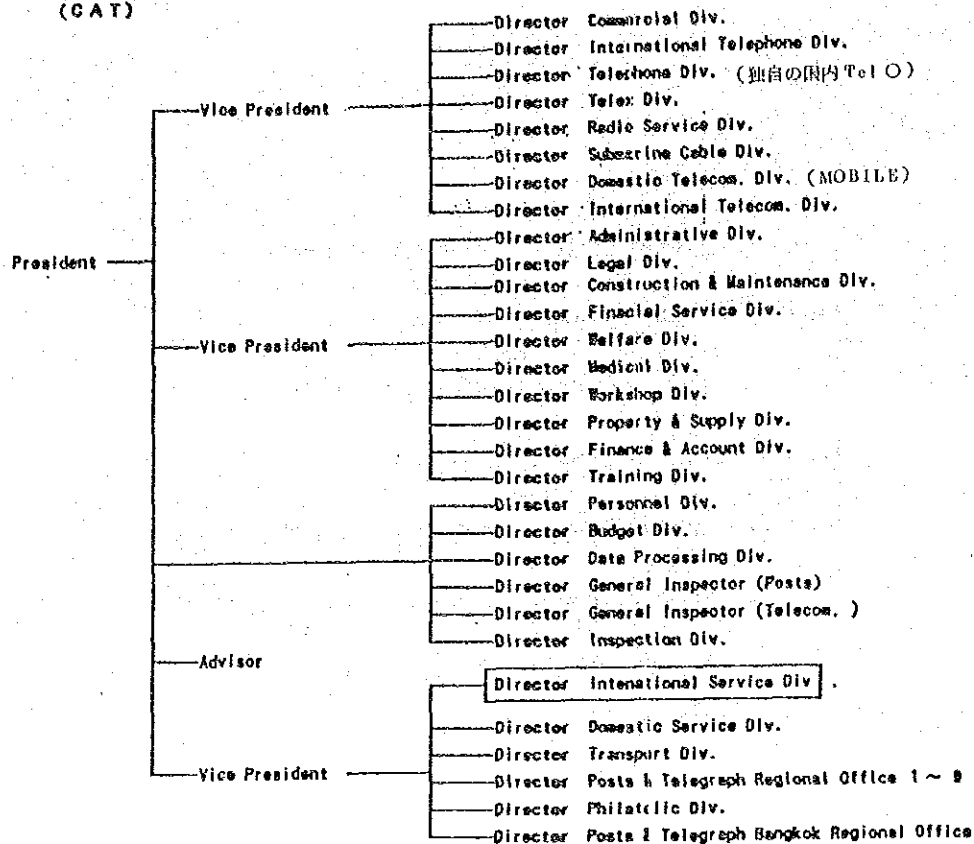 (CAT)
Director Commercial Div.
Director International Telephone Div.
Director Telephone Div. (独自の国内 Tel ○)
Vice President
Director Telex Div.
Director Radio Service Div.
Director Submarine Cable Div.
Director Domestic Telecom. Div. (MOBILE)
Director International Telecom. Div.
Director Administrative Div.
President
Director Legal Div.
Director Construction & Maintenance Div.
Director Finacial Service Div.
Vice President
Director Welfare Div.
Director Medical Div.
Director Workshop Div.
Director Property & Supply Div.
Director Finance & Account Div.
Director Training Div.
Director Personnel Div.
Director Budget Div.
Director Data Processing Div.
Director General Inspector (Posts)
Director General Inspector (Telecom. )
Director Inspection Div.
Advisor
Director Intenational Service Div .
Director Domestic Service Div.
Director Transport Div.
Vice President
Director Posts & Telegraph Regional Office 1 ~ 9
Director Philatelic Div.
Director Posts & Telegraph Bangkok Regional Office